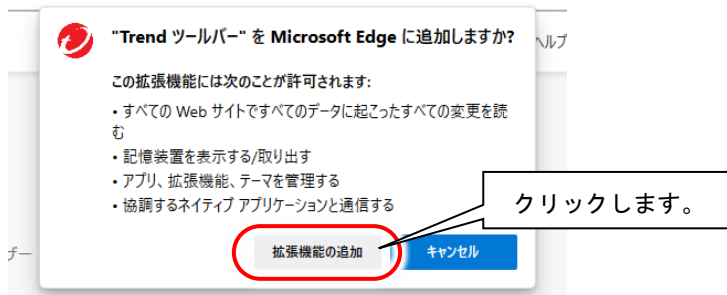 "Trend ツールバー" を Microsoft Edge に追加しますか?
ヘルプ
この拡張機能には次のことが許可されます:
・すべての Web サイトですべてのデータに起こったすべての変更を読
む
・記憶装置を表示する/取り出す
・アプリ、拡張機能、テーマを管理する
・協調するネイティブ アプリケーションと通信する
クリックします。
ザー
拡張機能の追加
キャンセル